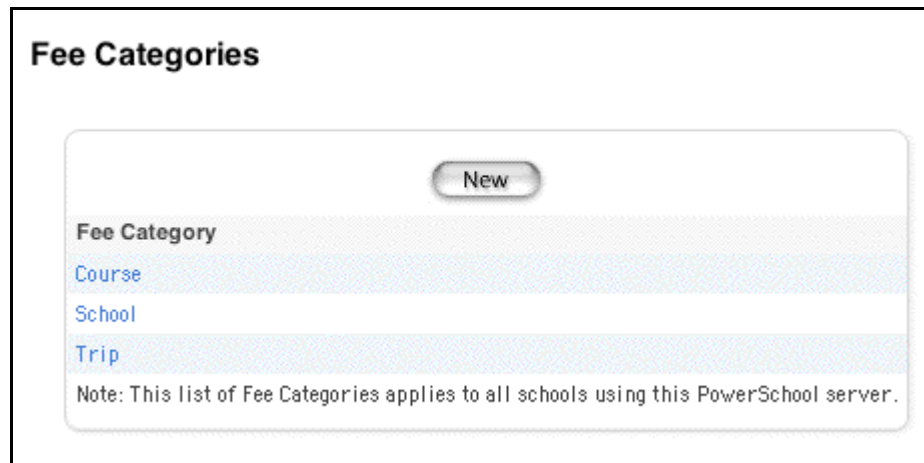 Fee Categories
New
Fee Category
Course
School
Trip
Note: This list of Fee Categories applies to all schools using this PowerSchool server.